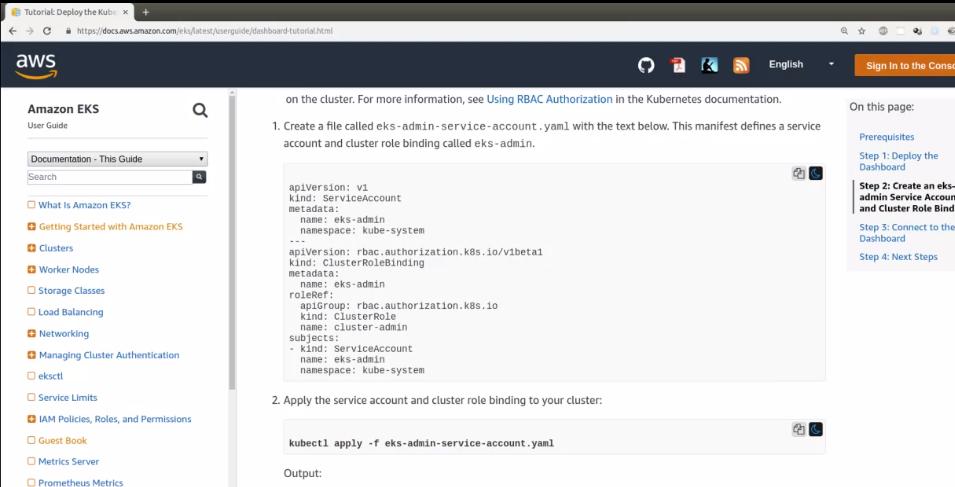 Tutorial: Deploy the Kube
https://docs.aws.amazon.com/eks/latest/userguide/dashboard-tutorial.html
aws
English
Sign In to the Conso
Amazon EKS
User Guide
Documentation - This Guide
Search
What Is Amazon EKS?
Getting Started with Amazon EKS
Clusters
Worker Nodes
Storage Classes
Load Balancing
Networking
Managing Cluster Authentication
eksctl
Service Limits
IAM Policies, Roles, and Permissions
Guest Book
Metrics Server
Prometheus Metrics
on the cluster. For more information, see Using RBAC Authorization in the Kubernetes documentation.
1. Create a file called eks-admin-service-account.yaml with the text below. This manifest defines a service
account and cluster role binding called eks-admin.
apiVersion: v1
kind: ServiceAccount
metadata:
  name: eks-admin
  namespace: kube-system
---
apiVersion: rbac.authorization.k8s.io/v1beta1
kind: ClusterRoleBinding
metadata:
  name: eks-admin
roleRef:
  apiGroup: rbac.authorization.k8s.io
  kind: ClusterRole
  name: cluster-admin
subjects:
- kind: ServiceAccount
  name: eks-admin
  namespace: kube-system
2. Apply the service account and cluster role binding to your cluster:
kubectl apply -f eks-admin-service-account.yaml
Output:
On this page:
Prerequisites
Step 1: Deploy the
Dashboard
Step 2: Create an eks-
admin Service Accoun
and Cluster Role Bind
Step 3: Connect to the
Dashboard
Step 4: Next Steps